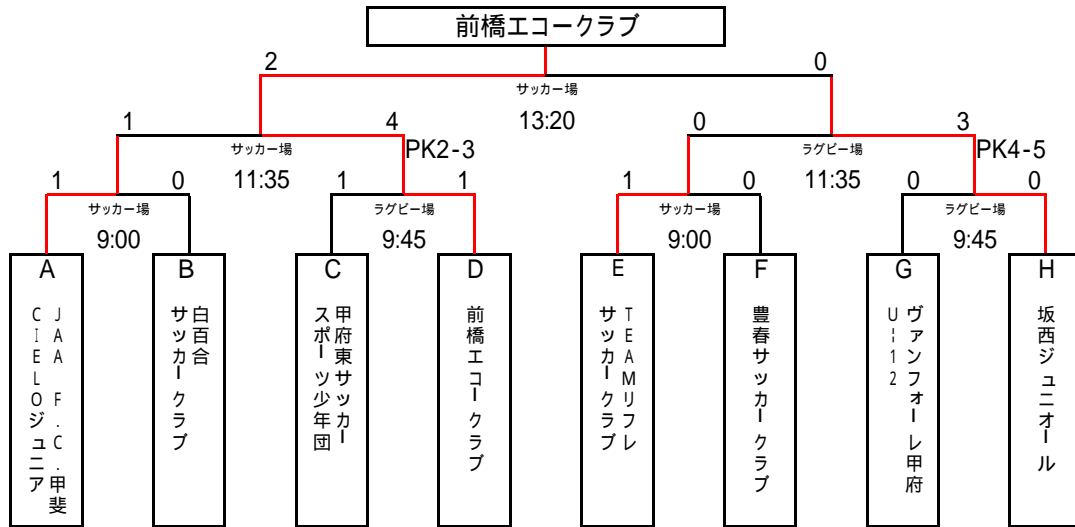 前橋エコークラブ
2 0
サッカー場
13:20
1 4 0 3
サッカー場 PK2-3 ラグビー場 PK4-5
11:35 11:35
1 0 1 1 1 0 0 0
サッカー場 ラグビー場 サッカー場 ラグビー場
9:00 9:45 9:00 9:45
A B C D E F G H
JAA F.C.甲斐
CIELOジュニア
白百合
サッカークラブ
甲府東サッカー
スポーツ少年団
前橋エコークラブ
TEAMリフレ
サッカークラブ
豊春サッカークラブ
ヴァンフォーレ甲府
U-12
坂西ジュニオール